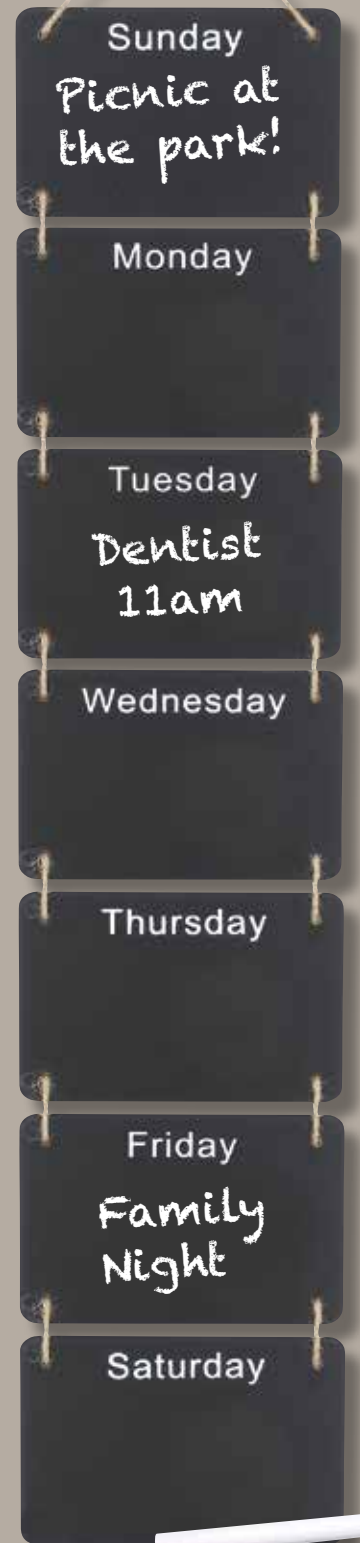 Sunday
Picnic at
the park!
Monday
Tuesday
Dentist
11am
Wednesday
Thursday
Friday
Family
Night
Saturday